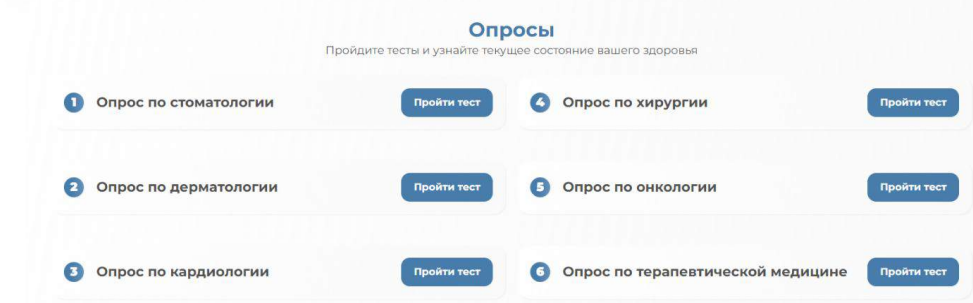 Опросы
Пройдите тесты и узнайте текущее состояние вашего здоровья
1 Опрос по стоматологии Пройти тест
4 Опрос по хирургии Пройти тест
2 Опрос по дерматологии Пройти тест
5 Опрос по онкологии Пройти тест
3 Опрос по кардиологии Пройти тест
6 Опрос по терапевтической медицине Пройти тест